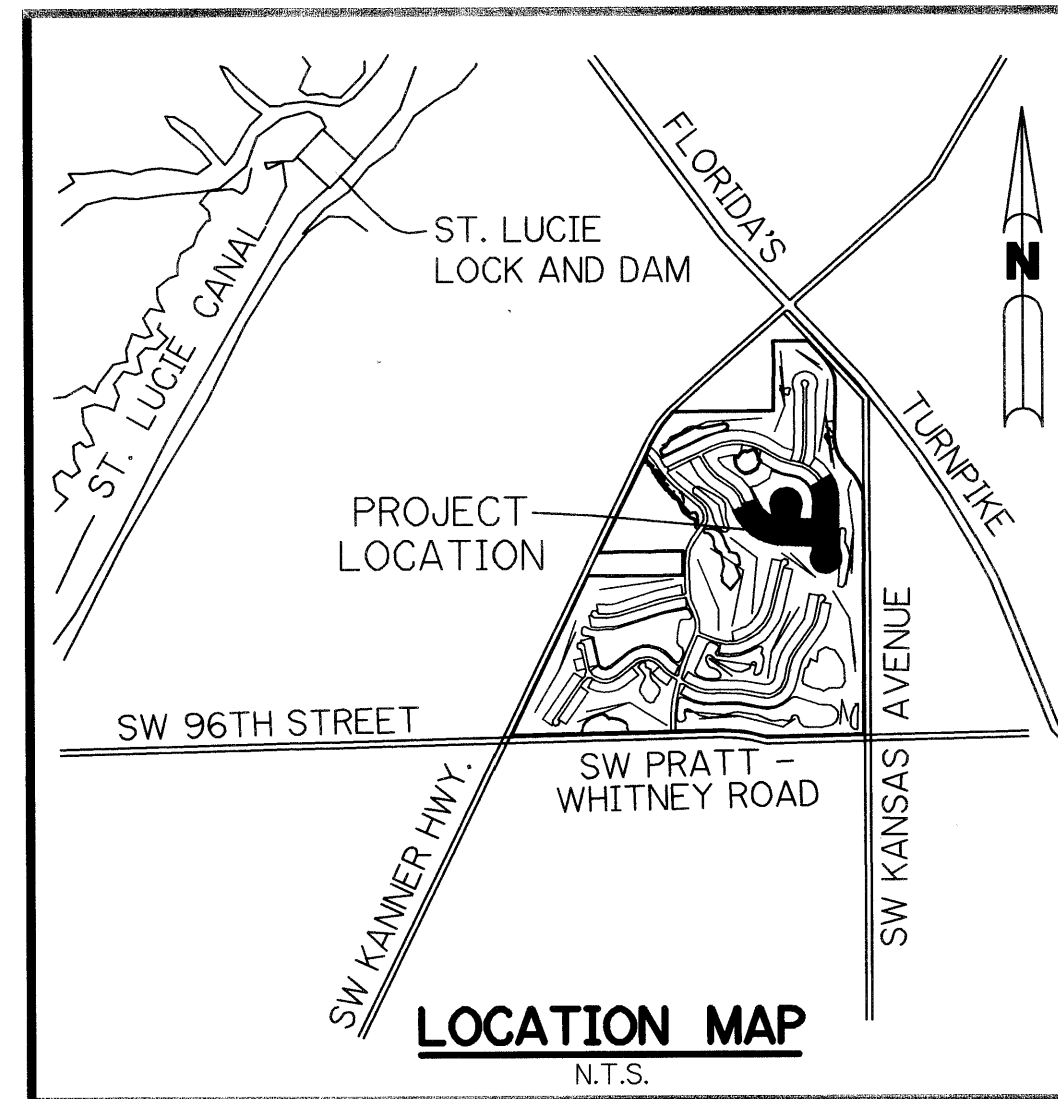 FLORIDA'S
TURNPIKE
N
ST. LUCIE
LOCK AND DAM
ST. LUCIE CANAL
PROJECT
LOCATION
SW 96TH STREET
SW PRATT -
WHITNEY ROAD
SW KANNER HWY.
SW KANSAS AVENUE
LOCATION MAP
N.T.S.